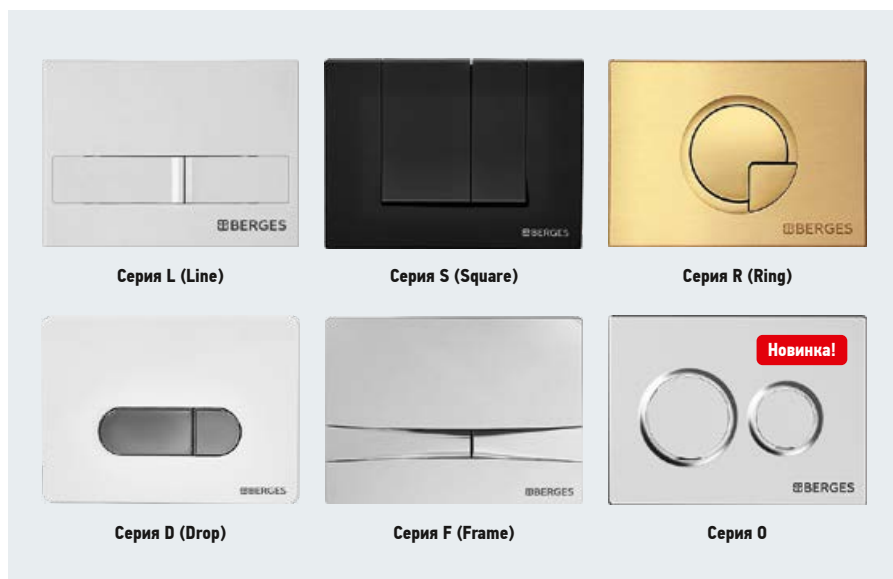 BERGES
BERGES
BERGES
Серия L (Line)
Серия S (Square)
Серия R (Ring)
Новинка!
BERGES
BERGES
BERGES
Серия D (Drop)
Серия F (Frame)
Серия O